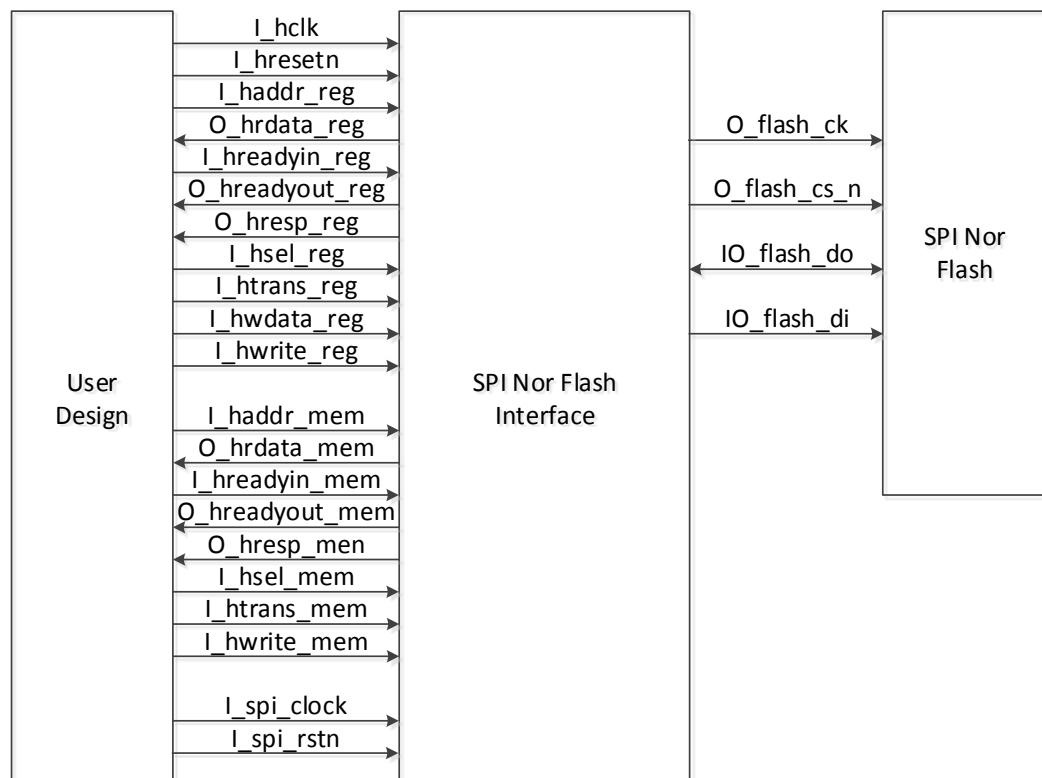 I_hclk
I_hresetn
I_haddr_reg
O_hrdata_reg
I_hreadyin_reg
O_hreadyout_reg
O_hresp_reg
I_hsel_reg
I_htrans_reg
I_hwdata_reg
I_hwrite_reg
User
Design
I_haddr_mem
O_hrdata_mem
I_hreadyin_mem
O_hreadyout_mem
O_hresp_men
I_hsel_mem
I_htrans_mem
I_hwrite_mem
I_spi_clock
I_spi_rstn
SPI Nor Flash
Interface
O_flash_ck
O_flash_cs_n
IO_flash_do
IO_flash_di
SPI Nor
Flash